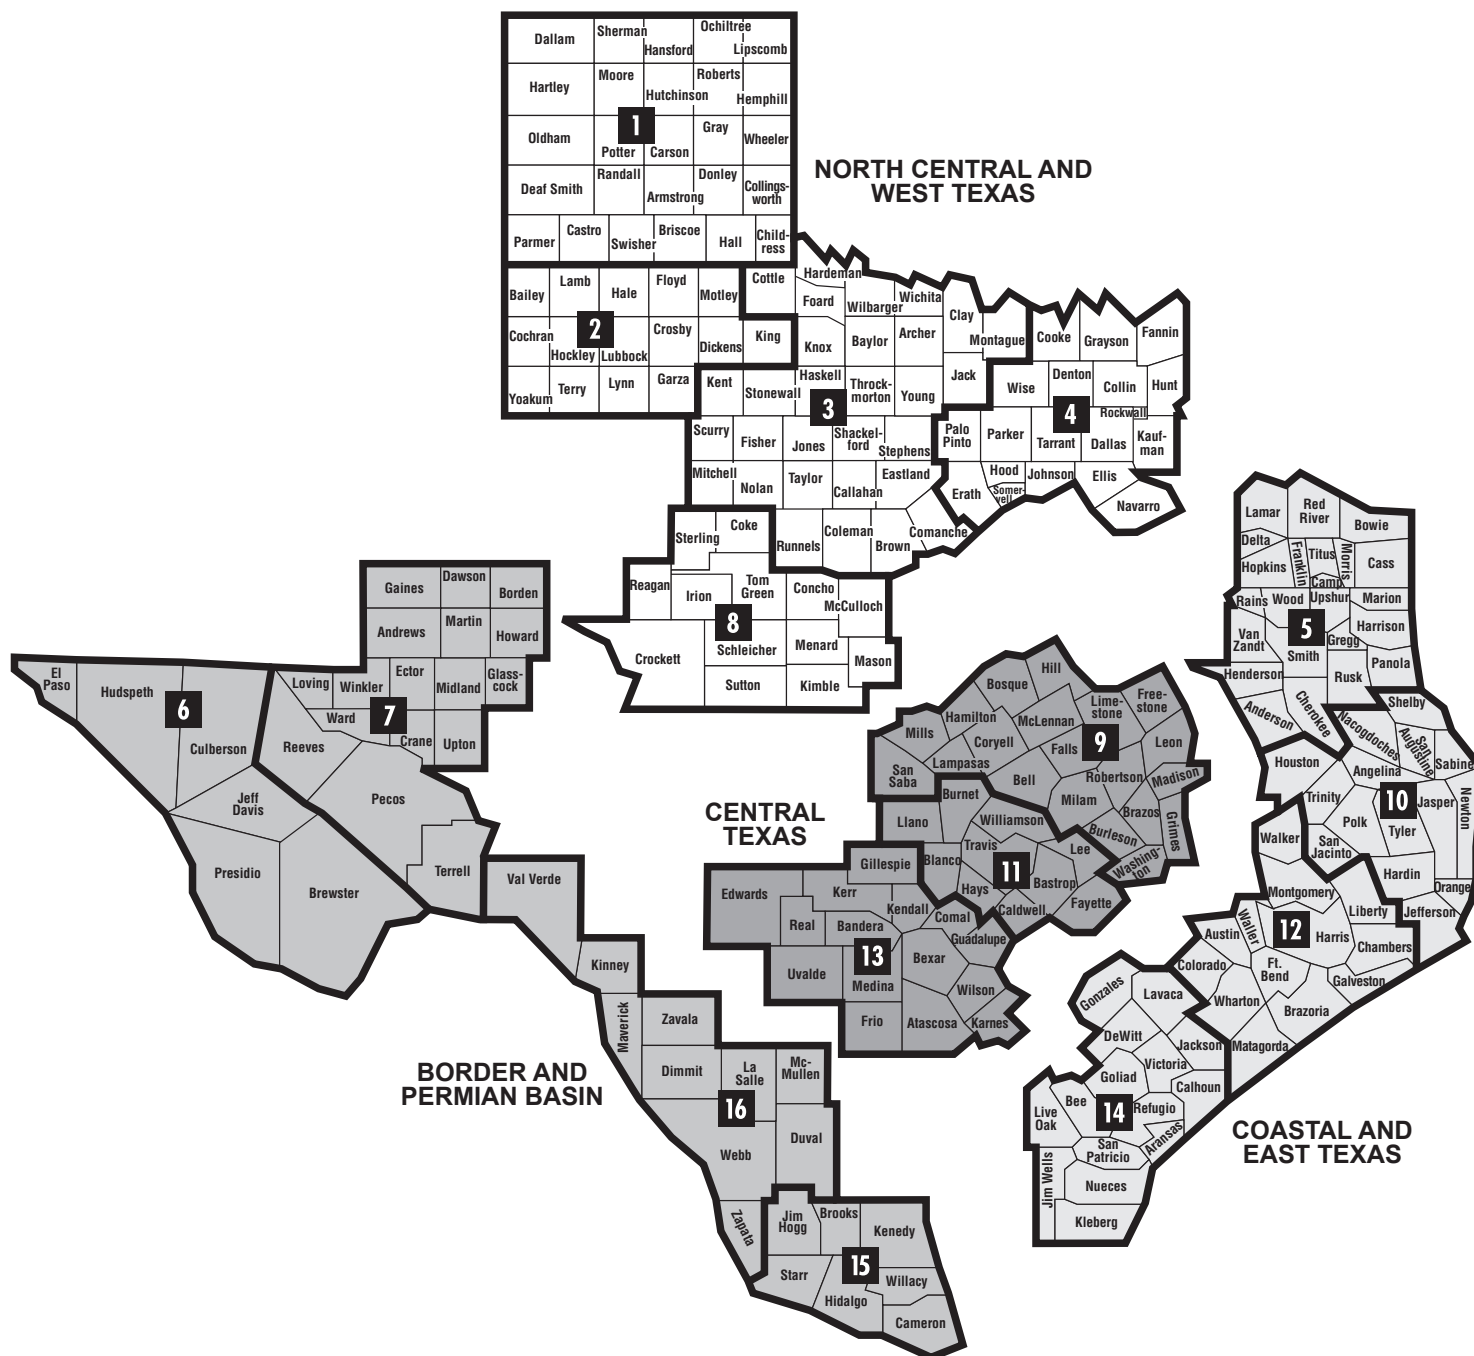 Dallam
Sherman
Hansford
Ochiltree
Lipscomb
Hartley
Moore
Hutchinson
Roberts
Hemphill
1
Oldham
Potter
Carson
Gray
Wheeler
Deaf Smith
Randall
Armstrong
Donley
Collings-
worth
Parmer
Castro
Swisher
Briscoe
Hall
Child-
ress
NORTH CENTRAL AND
WEST TEXAS
Bailey
Lamb
Hale
Floyd
Motley
2
Cochran
Hockley
Lubbock
Crosby
Dickens
King
Yoakum
Terry
Lynn
Garza
Cottle
Hardeman
Foard
Wilbarger
Wichita
Clay
Montague
Knox
Baylor
Archer
Jack
Kent
Stonewall
Haskell
Throck-
morton
Young
3
Scurry
Fisher
Jones
Shackel-
ford
Stephens
Mitchell
Nolan
Taylor
Callahan
Eastland
Runnels
Coleman
Brown
Comanche
Cooke
Grayson
Fannin
Wise
Denton
Collin
Hunt
Rockwall
4
Palo
Pinto
Parker
Tarrant
Dallas
Kauf-
man
Erath
Hood
Somer-
vell
Johnson
Ellis
Navarro
Lamar
Red
River
Bowie
Delta
Hopkins
Franklin
Titus
Morris
Camp
Cass
Rains
Wood
Upshur
Marion
5
Van
Zandt
Smith
Gregg
Harrison
Henderson
Rusk
Panola
Anderson
Cherokee
Sterling
Coke
Reagan
Irion
Tom
Green
Concho
McCulloch
8
Crockett
Schleicher
Menard
Mason
Sutton
Kimble
Gaines
Dawson
Borden
Andrews
Martin
Howard
Loving
Winkler
Ector
Midland
Glass-
cock
7
Ward
Crane
Upton
Reeves
Pecos
Terrell
El
Paso
Hudspeth
6
Culberson
Jeff
Davis
Presidio
Brewster
Hill
Bosque
Lime-
stone
Free-
stone
Mills
Hamilton
McLennan
Coryell
Falls
9
Leon
San
Saba
Lampasas
Bell
Robertson
Madison
Milam
Brazos
Grimes
Burleson
Washing-
ton
CENTRAL
TEXAS
Burnet
Llano
Williamson
Travis
Lee
Blanco
11
Hays
Bastrop
Caldwell
Fayette
Gillespie
Edwards
Kerr
Kendall
Comal
Real
Bandera
Guadalupe
13
Bexar
Uvalde
Medina
Wilson
Frio
Atascosa
Karnes
Shelby
Nacogdoches
San
Augustine
Sabine
Houston
Angelina
Trinity
10
Jasper
Newton
Polk
Tyler
Walker
San
Jacinto
Hardin
Orange
Jefferson
Montgomery
Liberty
Austin
Waller
12
Harris
Chambers
Colorado
Ft.
Bend
Galveston
Wharton
Brazoria
Matagorda
Gonzales
Lavaca
DeWitt
Jackson
Victoria
Goliad
Calhoun
Live
Oak
Bee
14
Refugio
Aransas
San
Patricio
Jim Wells
Nueces
Kleberg
COASTAL AND
EAST TEXAS
Val Verde
Kinney
Maverick
Zavala
Dimmit
La
Salle
Mc-
Mullen
16
Webb
Duval
Zapata
BORDER AND
PERMIAN BASIN
Jim
Hogg
Brooks
Kenedy
15
Starr
Willacy
Hidalgo
Cameron